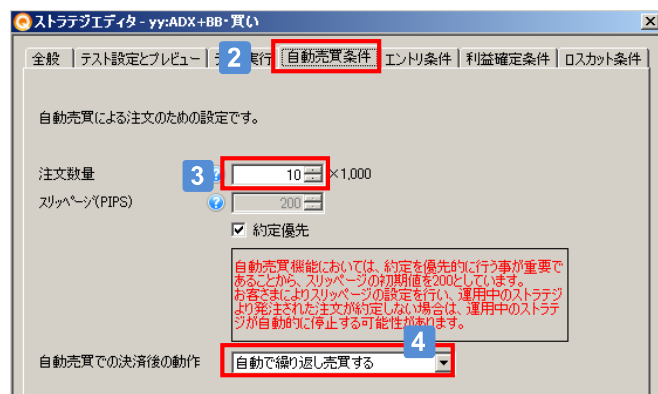 ストラテジエディタ - yy:ADX+BB・買い
全般 テスト設定とプレビュー 2 実行 自動売買条件 エントリ条件 利益確定条件 ロスカット条件
自動売買による注文のための設定です。
注文数量 3 10 ×1,000
スリッページ(PIPS) ? 200
約定優先
自動売買機能においては、約定を優先的に行う事が重要で
あることから、スリッページの初期値を200としています。
お客さまによりスリッページの設定を行い、運用中のストラテジ
より発注された注文が約定しない場合は、運用中のストラテ
ジが自動的に停止する可能性があります。
4
自動売買での決済後の動作 自動で繰り返し売買する